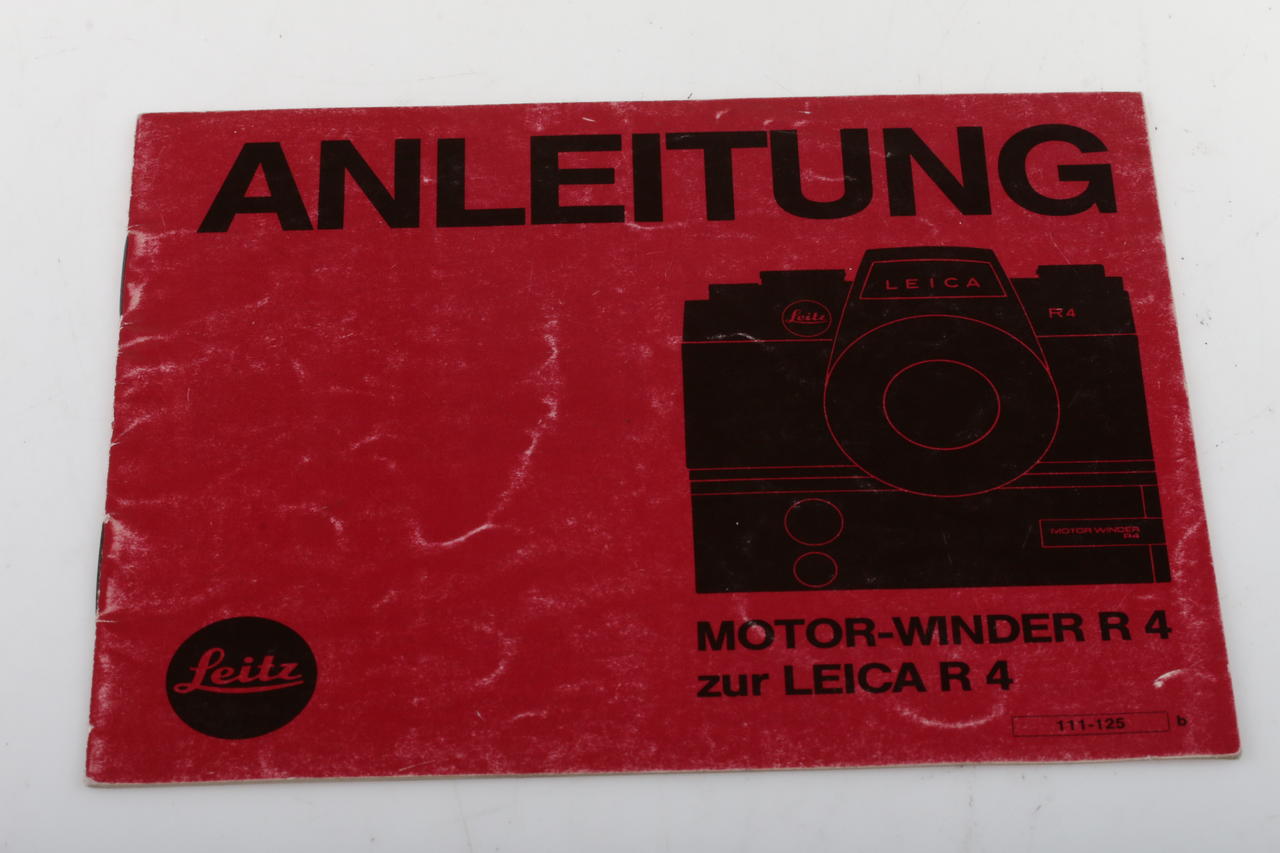 ANLEITUNG
LEICA
Leitz
R4
MOTOR WINDER
R4
MOTOR-WINDER R 4
zur LEICA R 4
Leitz
111-125 b